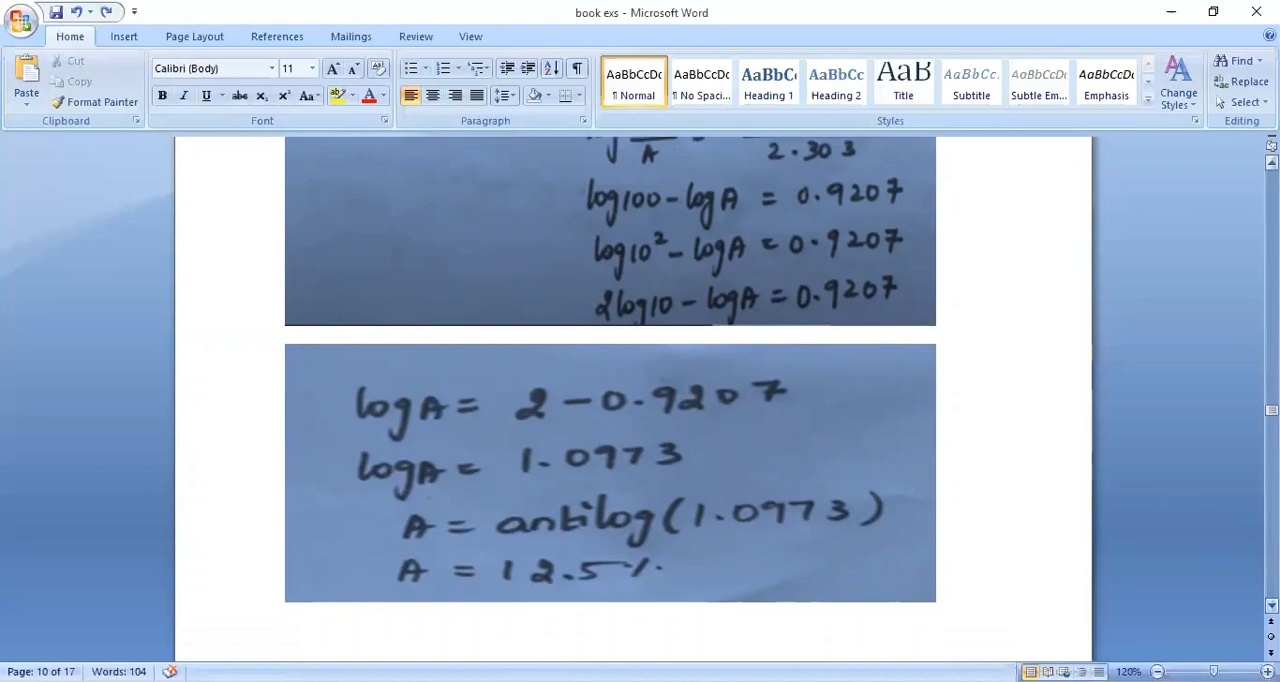 book exs - Microsoft Word
Home Insert Page Layout References Mailings Review View
Paste
Cut
Copy
Format Painter
Clipboard
Calibri (Body) 11
Font
Paragraph
AaBbCcDc AaBbCcDc AaBbC AaBbCc AaB AaBbCc. AaBbCcDc AaBbCcDc
¶ Normal ¶ No Spaci... Heading 1 Heading 2 Title Subtitle Subtle Em... Emphasis
Change Styles
Styles
Find
Replace
Select
Editing
A 2.303
log100 - logA = 0.9207
log10² - logA = 0.9207
2log10 - logA = 0.9207
logA = 2 - 0.9207
logA = 1.0973
A = antilog(1.0973)
A = 12.5%
Page: 10 of 17 Words: 104 120%